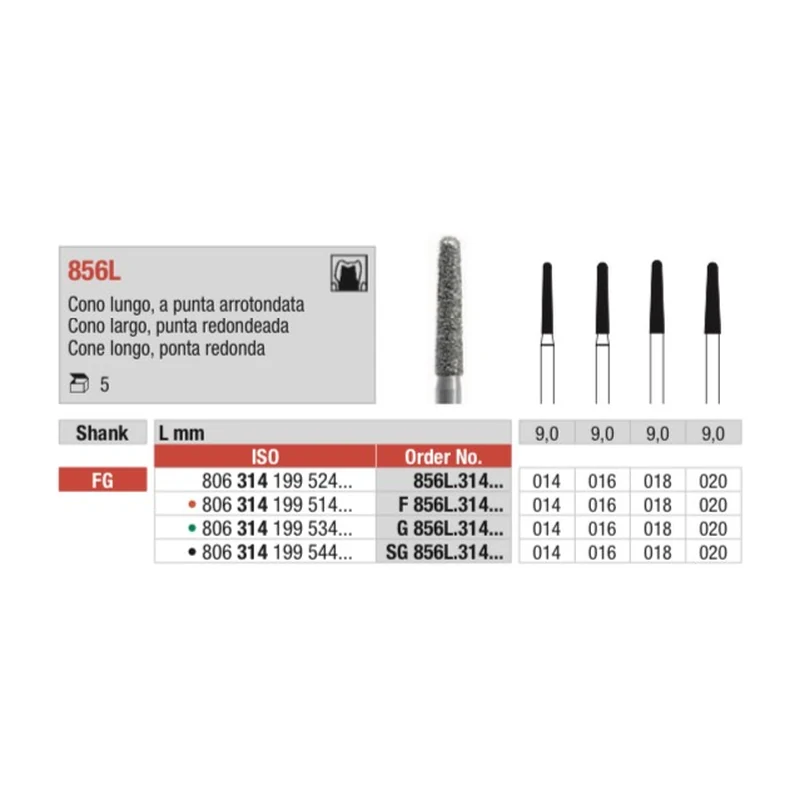 856L
Cono lungo, a punta arrotondata
Cono largo, punta redondeada
Cone longo, ponta redonda
5
Shank L mm 9,0 9,0 9,0 9,0
ISO Order No.
FG 806 314 199 524... 856L.314... 014 016 018 020
• 806 314 199 514... F 856L.314... 014 016 018 020
• 806 314 199 534... G 856L.314... 014 016 018 020
• 806 314 199 544... SG 856L.314... 014 016 018 020